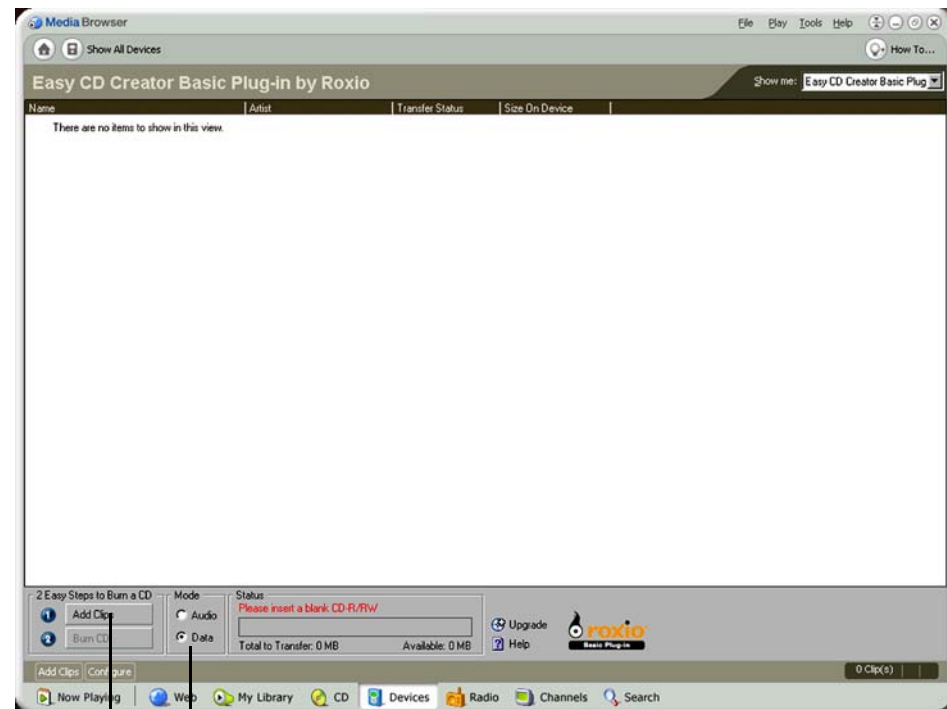 Media Browser
File Play Tools Help
Show All Devices
How To...
Easy CD Creator Basic Plug-in by Roxio
Show me: Easy CD Creator Basic Plug
Name Artist Transfer Status Size On Device
There are no items to show in this view.
2 Easy Steps to Burn a CD Mode Status
1 Add Clips Audio Please insert a blank CD-R/RW
2 Burn CD Data Total to Transfer: 0 MB Available: 0 MB
Upgrade
Help
roxio
Basic Plug-in
Add Clips Configure 0 Clip(s)
Now Playing Web My Library CD Devices Radio Channels Search